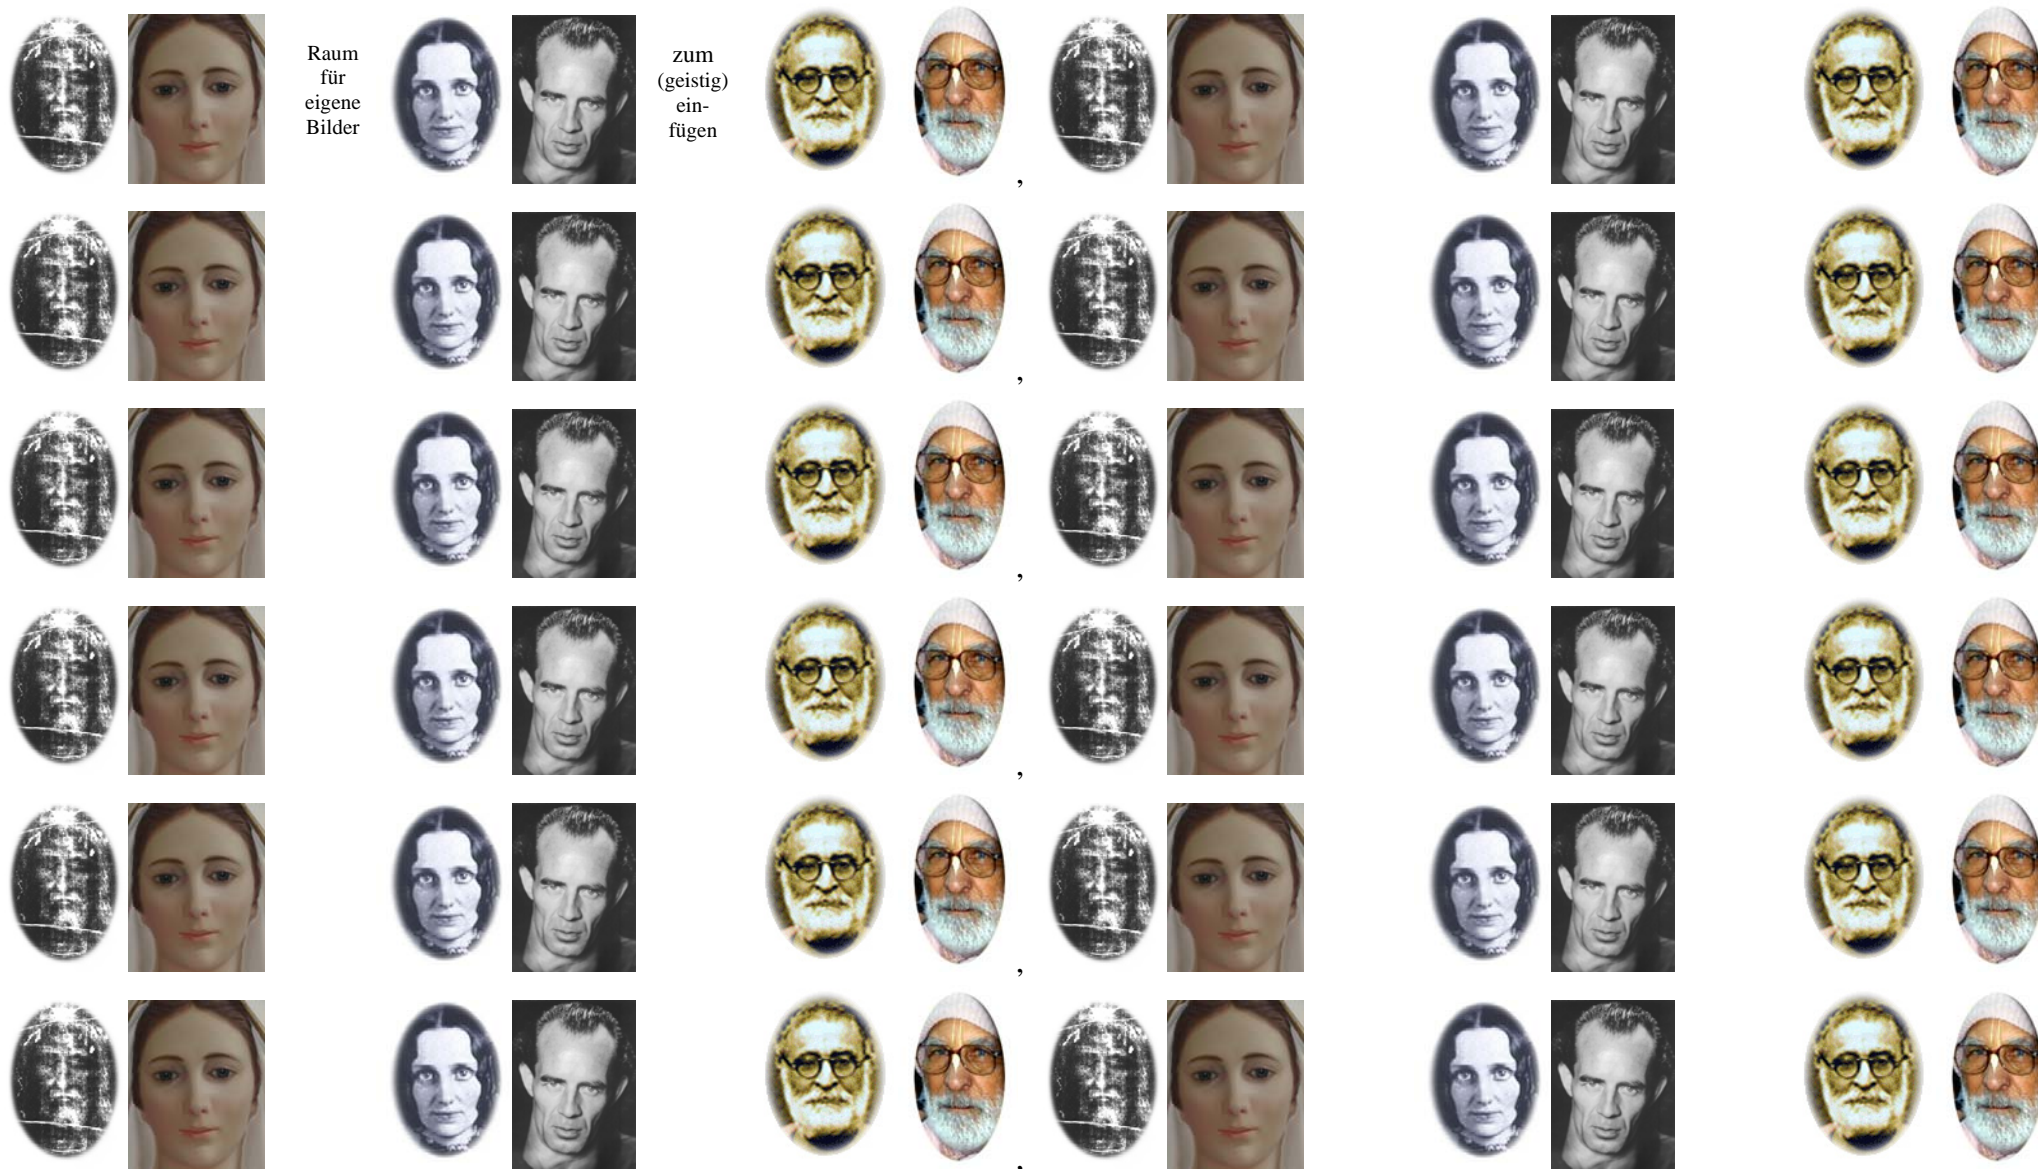 Raum
für
eigene
Bilder
zum
(geistig)
ein-
fügen
,
,
,
,
,
,